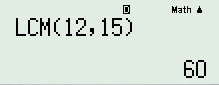 D Math ▲
LCM(12,15)
60